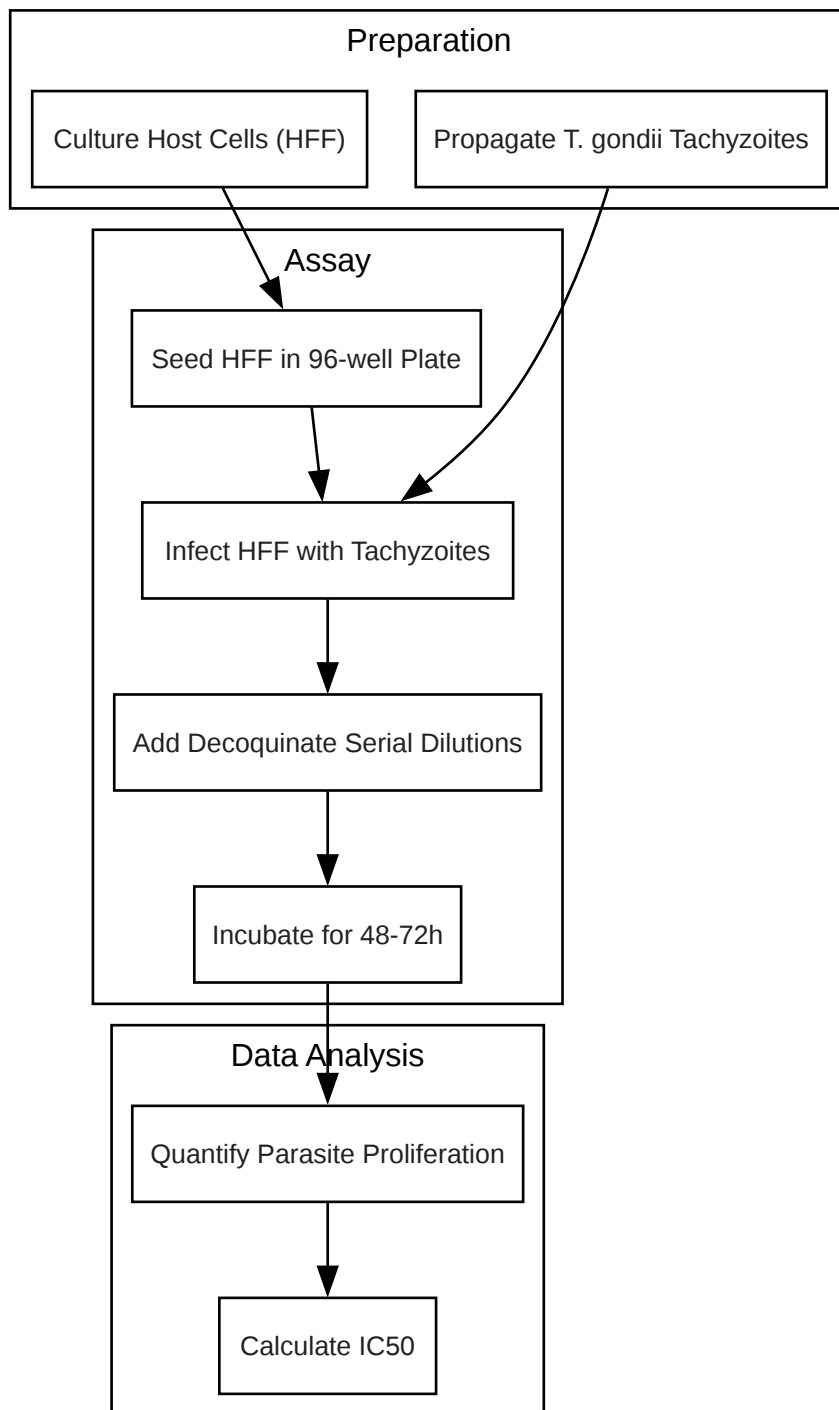 Preparation
Culture Host Cells (HFF)
Propagate T. gondii Tachyzoites
Assay
Seed HFF in 96-well Plate
Infect HFF with Tachyzoites
Add Decoquinate Serial Dilutions
Incubate for 48-72h
Data Analysis
Quantify Parasite Proliferation
Calculate IC50